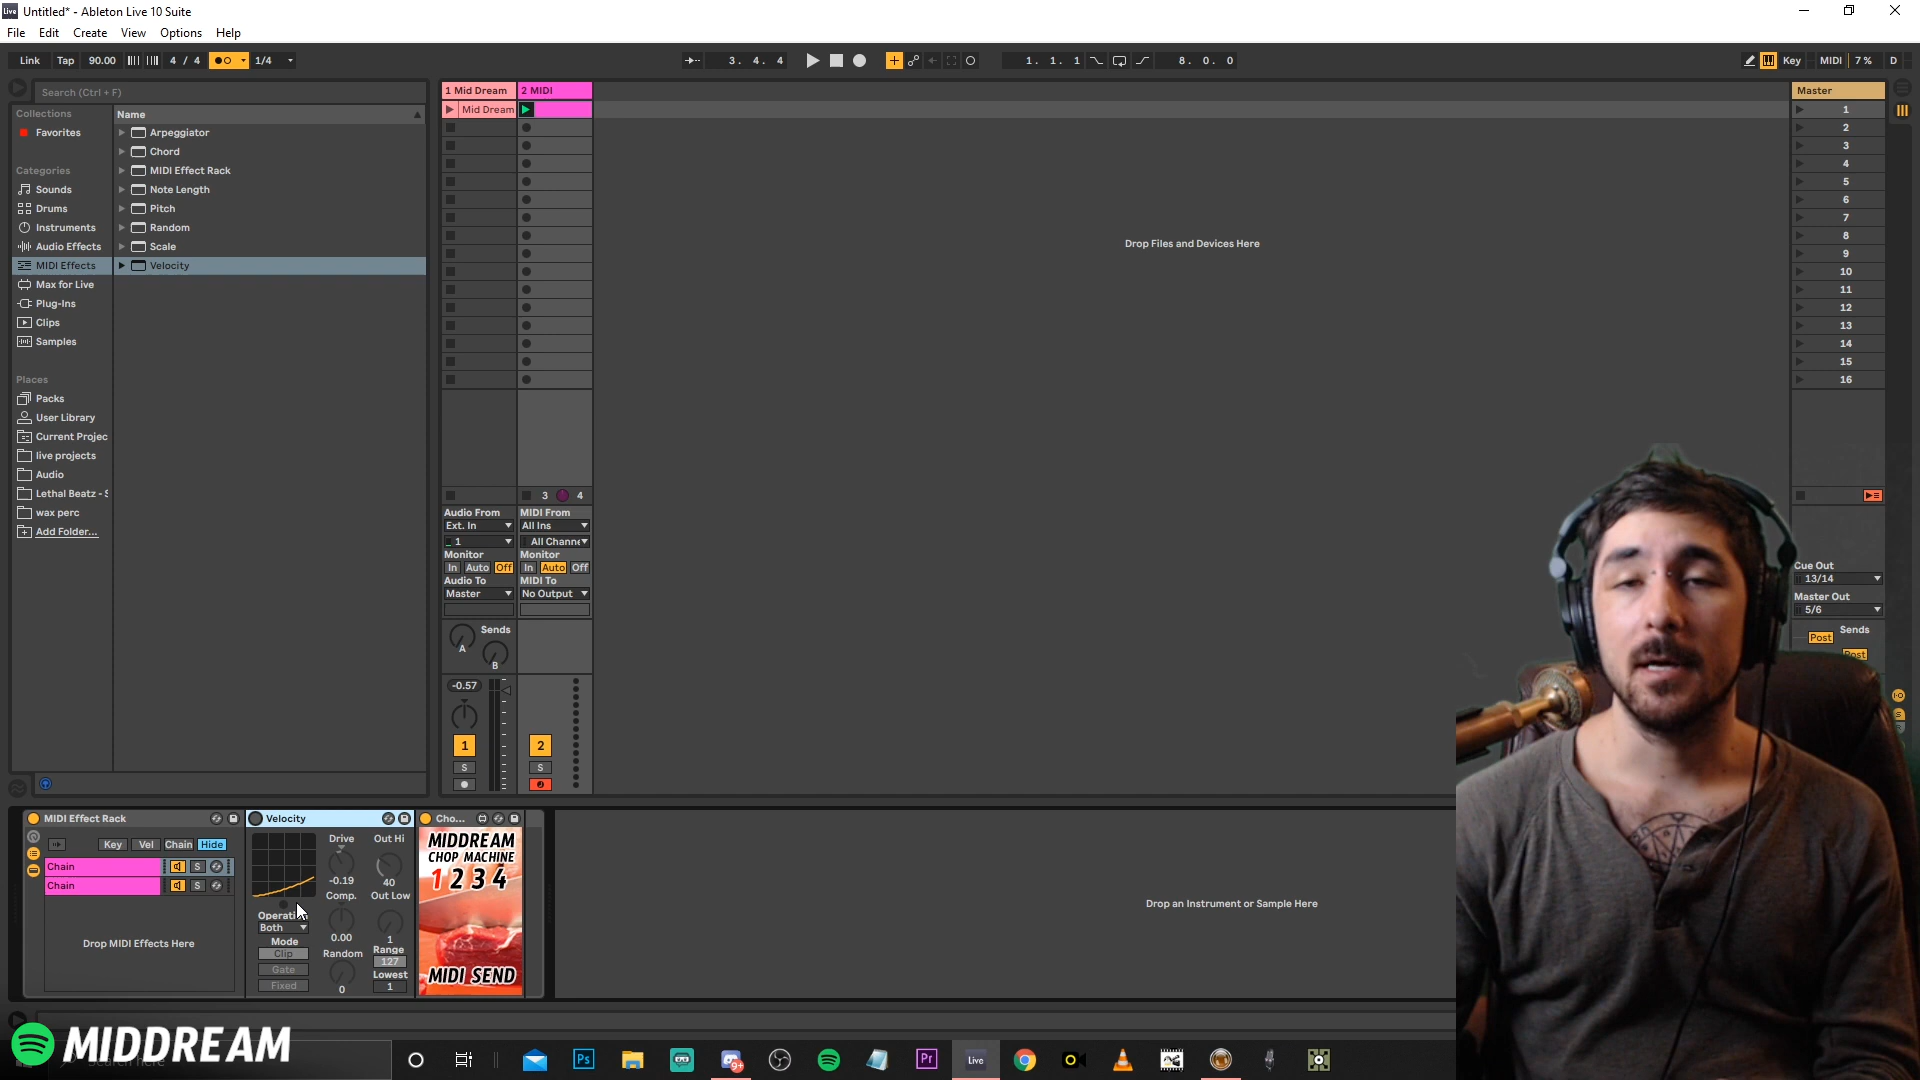 Untitled* - Ableton Live 10 Suite
File Edit Create View Options Help
Link Tap 90.00 4 / 4 1/4 3. 4. 4 1. 1. 1 8. 0. 0 Key MIDI 7 % D
Search (Ctrl + F)
Collections
Favorites
Categories
Sounds
Drums
Instruments
Audio Effects
MIDI Effects
Max for Live
Plug-Ins
Clips
Samples
Places
Packs
User Library
Current Projec
live projects
Audio
Lethal Beatz - S
wax perc
Add Folder...
Name
Arpeggiator
Chord
MIDI Effect Rack
Note Length
Pitch
Random
Scale
Velocity
1 Mid Dream 2 MIDI
Mid Dream
3 4
Audio From MIDI From
Ext. In All Ins
1 All Channe
Monitor Monitor
In Auto Off In Auto Off
Audio To MIDI To
Master No Output
Sends
A
B
-0.57
1 2
S S
Drop Files and Devices Here
Master
1
2
3
4
5
6
7
8
9
10
11
12
13
14
15
16
Cue Out
13/14
Master Out
5/6
Sends
Post
Post
MIDI Effect Rack
Key Vel Chain Hide
Chain S
Chain S
Drop MIDI Effects Here
Velocity
Drive Out Hi
-0.19 40
Comp. Out Low
Operati
Both
0.00 1
Mode Range
Clip Random 127
Gate Lowest
Fixed 0 1
Cho...
MIDDREAM
CHOP MACHINE
1 2 3 4
MIDI SEND
Drop an Instrument or Sample Here
MIDDREAM
Ps
9+
Pr
Live